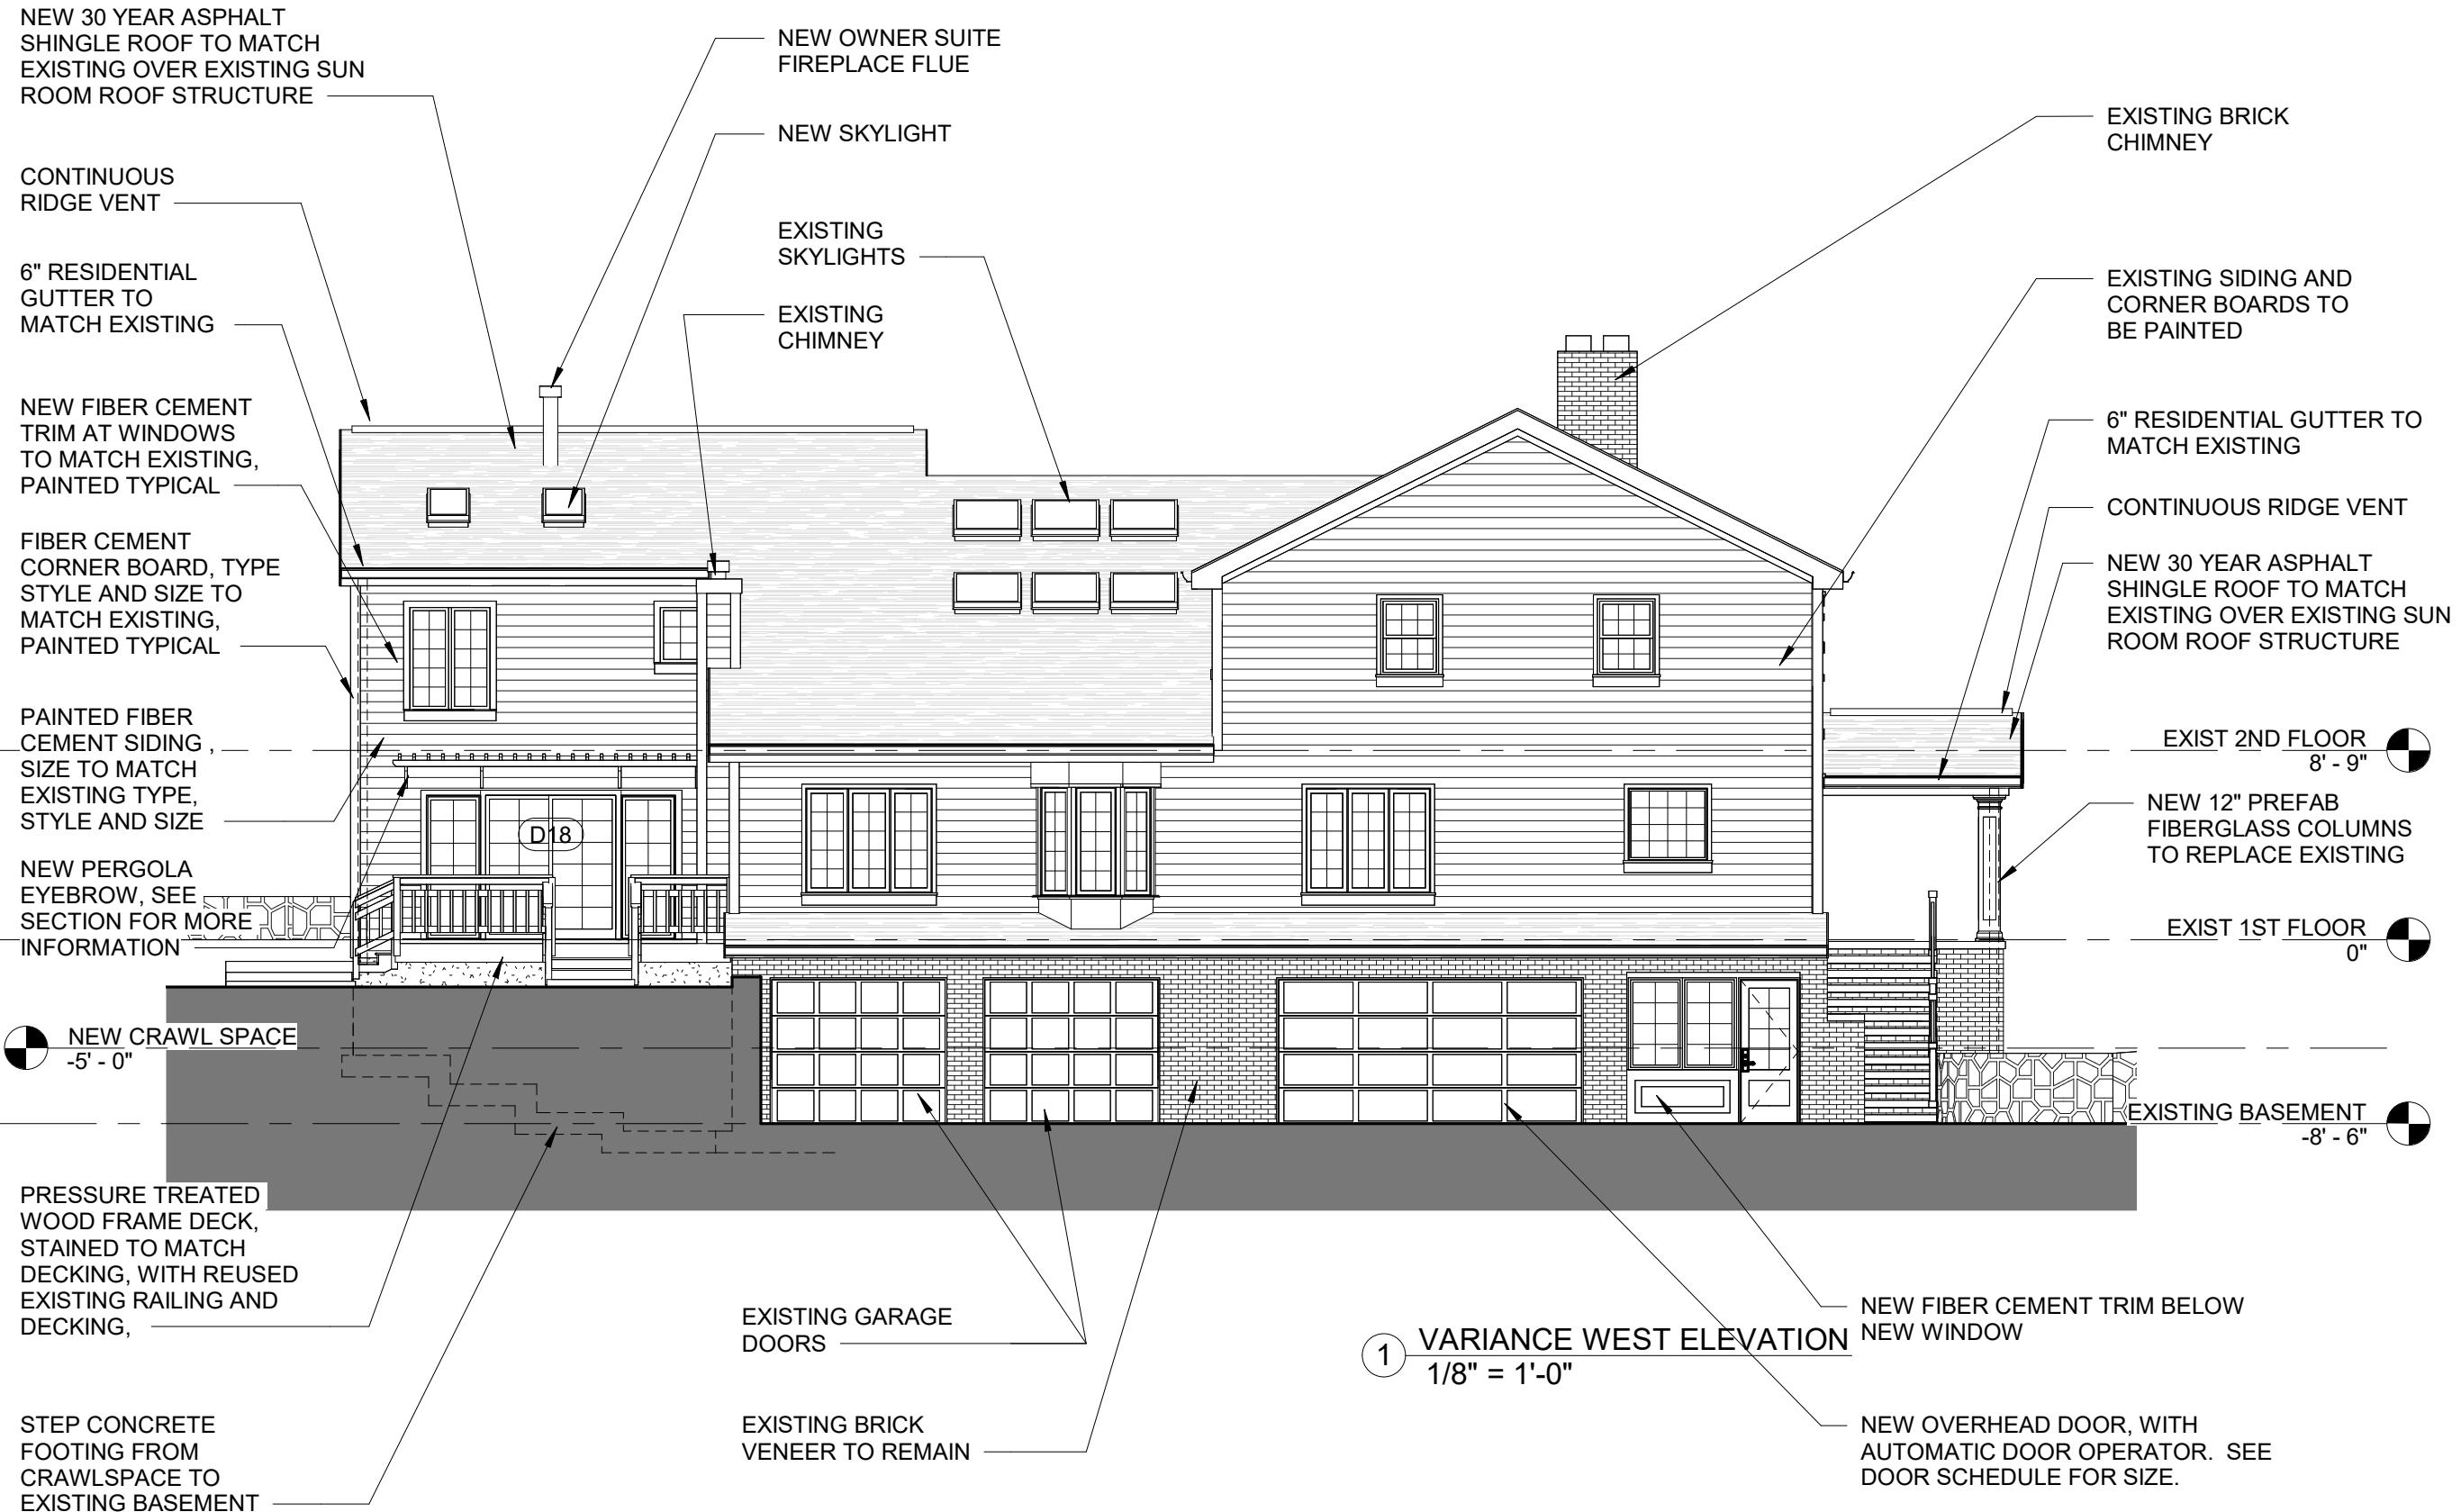 NEW 30 YEAR ASPHALT
SHINGLE ROOF TO MATCH
EXISTING OVER EXISTING SUN
ROOM ROOF STRUCTURE
CONTINUOUS
RIDGE VENT
6" RESIDENTIAL
GUTTER TO
MATCH EXISTING
NEW FIBER CEMENT
TRIM AT WINDOWS
TO MATCH EXISTING,
PAINTED TYPICAL
FIBER CEMENT
CORNER BOARD, TYPE
STYLE AND SIZE TO
MATCH EXISTING,
PAINTED TYPICAL
PAINTED FIBER
CEMENT SIDING ,
SIZE TO MATCH
EXISTING TYPE,
STYLE AND SIZE
NEW PERGOLA
EYEBROW, SEE
SECTION FOR MORE
INFORMATION
NEW CRAWL SPACE
-5' - 0"
PRESSURE TREATED
WOOD FRAME DECK,
STAINED TO MATCH
DECKING, WITH REUSED
EXISTING RAILING AND
DECKING,
STEP CONCRETE
FOOTING FROM
CRAWLSPACE TO
EXISTING BASEMENT
NEW OWNER SUITE
FIREPLACE FLUE
NEW SKYLIGHT
EXISTING
SKYLIGHTS
EXISTING
CHIMNEY
D18
EXISTING GARAGE
DOORS
EXISTING BRICK
VENEER TO REMAIN
1
VARIANCE WEST ELEVATION
1/8" = 1'-0"
EXISTING BRICK
CHIMNEY
EXISTING SIDING AND
CORNER BOARDS TO
BE PAINTED
6" RESIDENTIAL GUTTER TO
MATCH EXISTING
CONTINUOUS RIDGE VENT
NEW 30 YEAR ASPHALT
SHINGLE ROOF TO MATCH
EXISTING OVER EXISTING SUN
ROOM ROOF STRUCTURE
EXIST 2ND FLOOR
8' - 9"
NEW 12" PREFAB
FIBERGLASS COLUMNS
TO REPLACE EXISTING
EXIST 1ST FLOOR
0"
EXISTING BASEMENT
-8' - 6"
NEW FIBER CEMENT TRIM BELOW
NEW WINDOW
NEW OVERHEAD DOOR, WITH
AUTOMATIC DOOR OPERATOR.  SEE
DOOR SCHEDULE FOR SIZE.